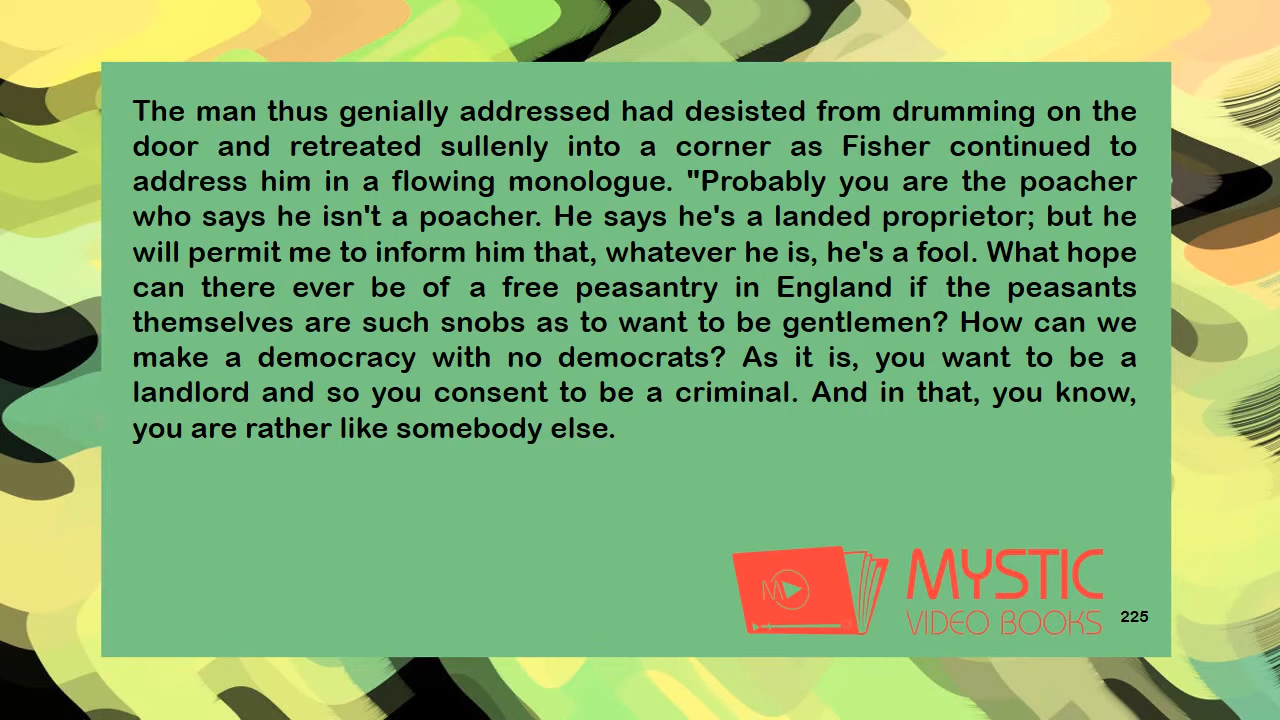 The man thus genially addressed had desisted from drumming on the
door and retreated sullenly into a corner as Fisher continued to
address him in a flowing monologue. "Probably you are the poacher
who says he isn't a poacher. He says he's a landed proprietor; but he
will permit me to inform him that, whatever he is, he's a fool. What hope
can there ever be of a free peasantry in England if the peasants
themselves are such snobs as to want to be gentlemen? How can we
make a democracy with no democrats? As it is, you want to be a
landlord and so you consent to be a criminal. And in that, you know,
you are rather like somebody else.
M
MYSTIC
VIDEO BOOKS
225